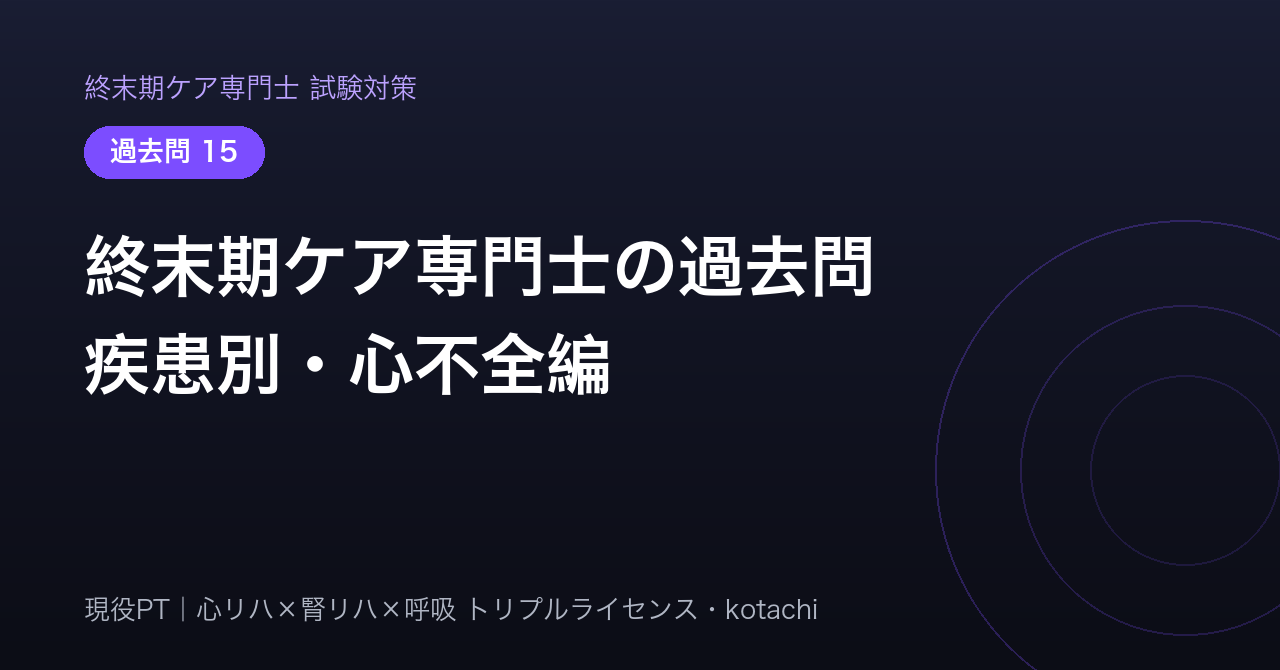 終末期ケア専門士 試験対策
過去問 15
終末期ケア専門士の過去問
疾患別・心不全編
現役PT｜心リハ×腎リハ×呼吸 トリプルライセンス・kotachi